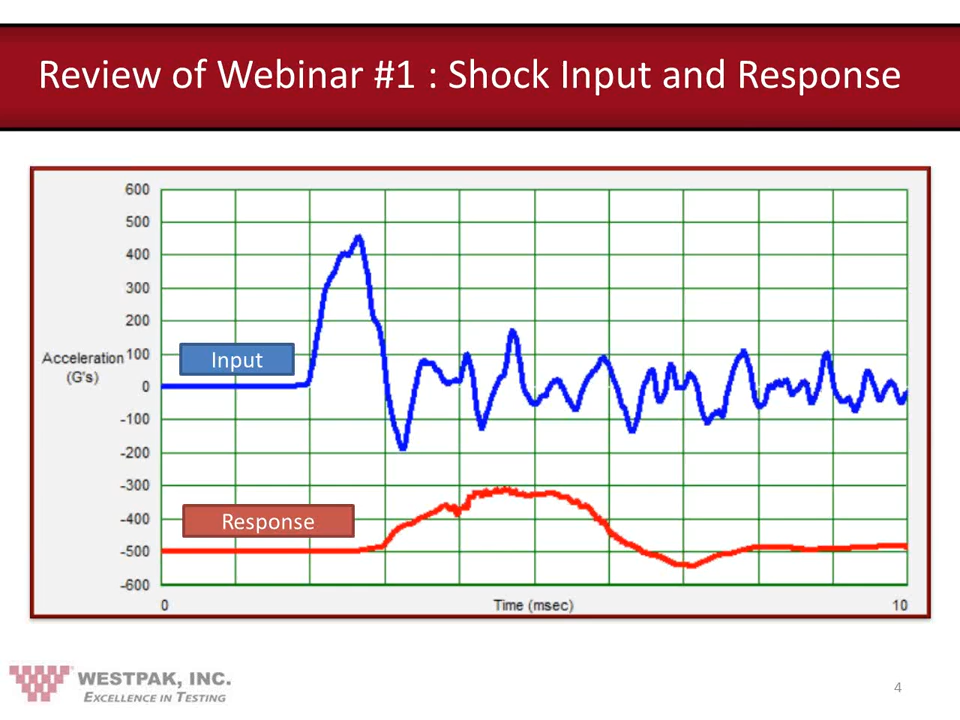 Review of Webinar #1 : Shock Input and Response
600
500
400
300
200
Acceleration 100
(G's)
0
-100
-200
-300
-400
-500
-600
Input
Response
0 Time (msec) 10
WESTPAK, INC.
EXCELLENCE IN TESTING
4